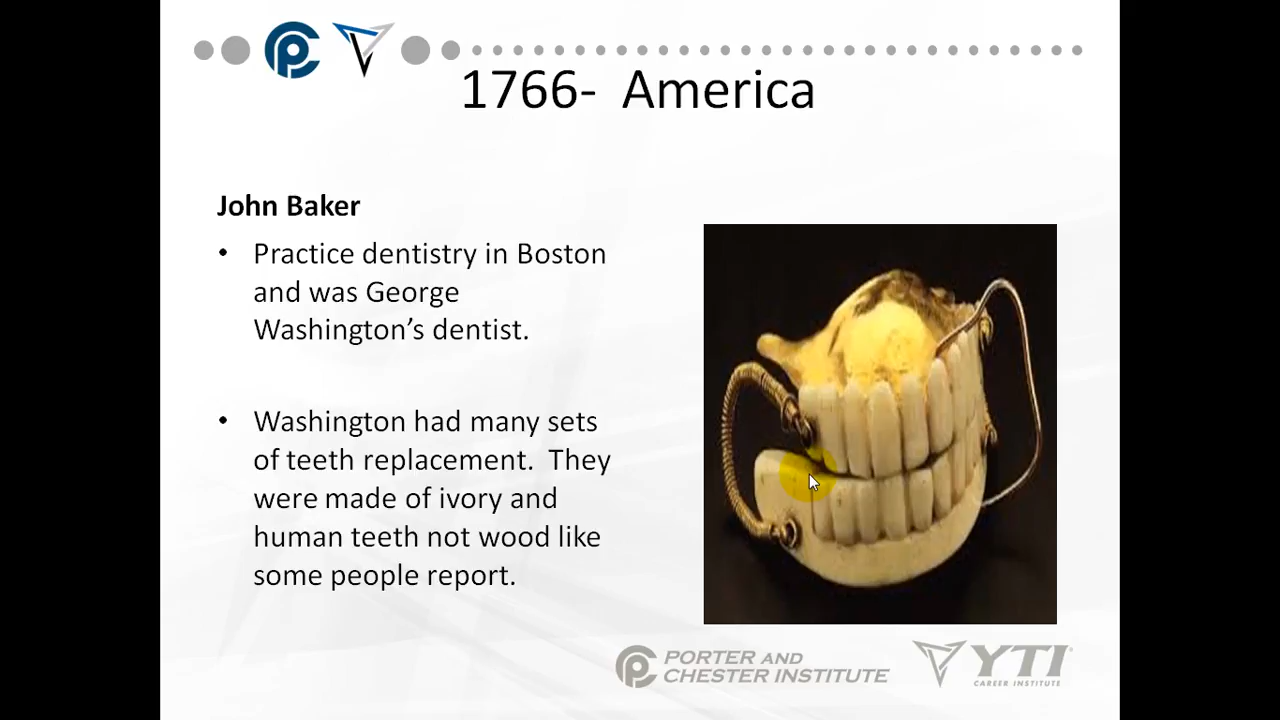 1766- America
John Baker
• Practice dentistry in Boston
and was George
Washington’s dentist.
• Washington had many sets
of teeth replacement. They
were made of ivory and
human teeth not wood like
some people report.
PORTER AND
CHESTER INSTITUTE
YTI
CAREER INSTITUTE